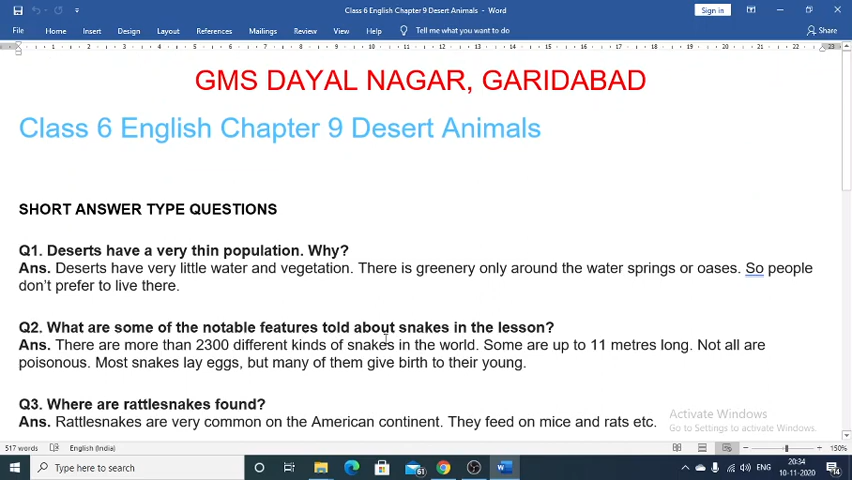 Class 6 English Chapter 9 Desert Animals - Word
Sign in
File Home Insert Design Layout References Mailings Review View Help Tell me what you want to do Share
GMS DAYAL NAGAR, GARIDABAD
Class 6 English Chapter 9 Desert Animals
SHORT ANSWER TYPE QUESTIONS
Q1. Deserts have a very thin population. Why?
Ans. Deserts have very little water and vegetation. There is greenery only around the water springs or oases. So people
don't prefer to live there.
Q2. What are some of the notable features told about snakes in the lesson?
Ans. There are more than 2300 different kinds of snakes in the world. Some are up to 11 metres long. Not all are
poisonous. Most snakes lay eggs, but many of them give birth to their young.
Q3. Where are rattlesnakes found?
Ans. Rattlesnakes are very common on the American continent. They feed on mice and rats etc.
Activate Windows
Go to Settings to activate Windows.
517 words English (India) 150%
Type here to search 61 ENG 20:34
10-11-2020 14